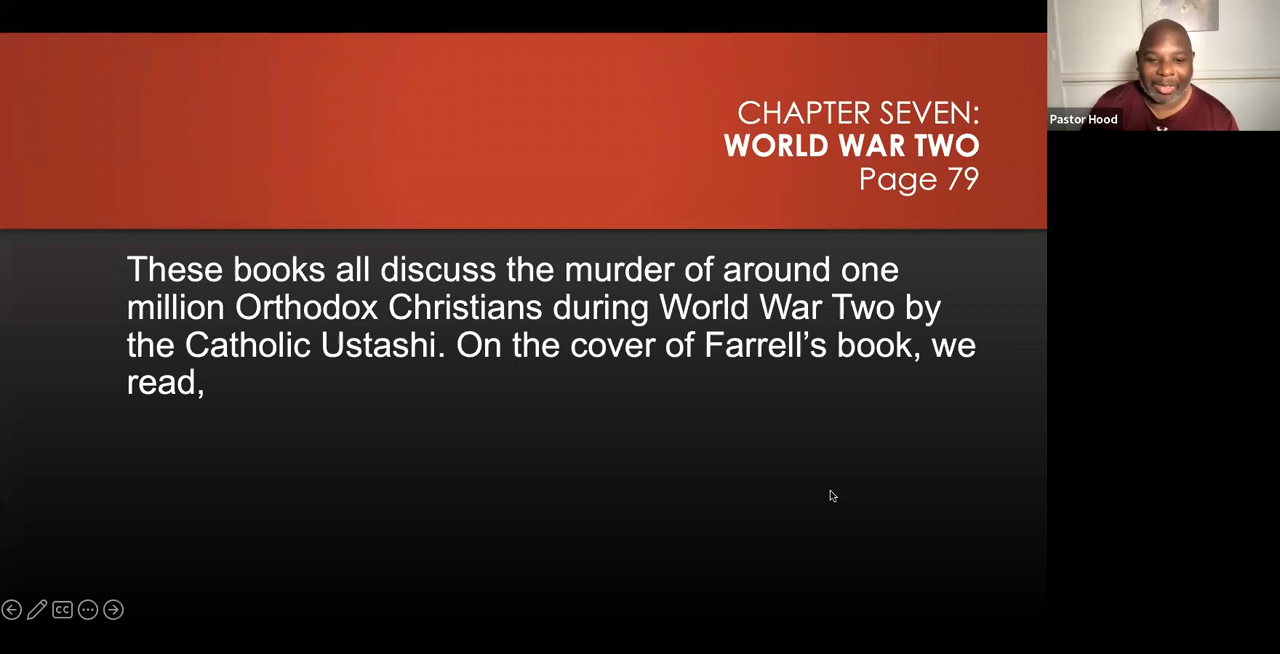 CHAPTER SEVEN:
WORLD WAR TWO
Page 79
Pastor Hood
These books all discuss the murder of around one
million Orthodox Christians during World War Two by
the Catholic Ustashi. On the cover of Farrell’s book, we
read,
CC